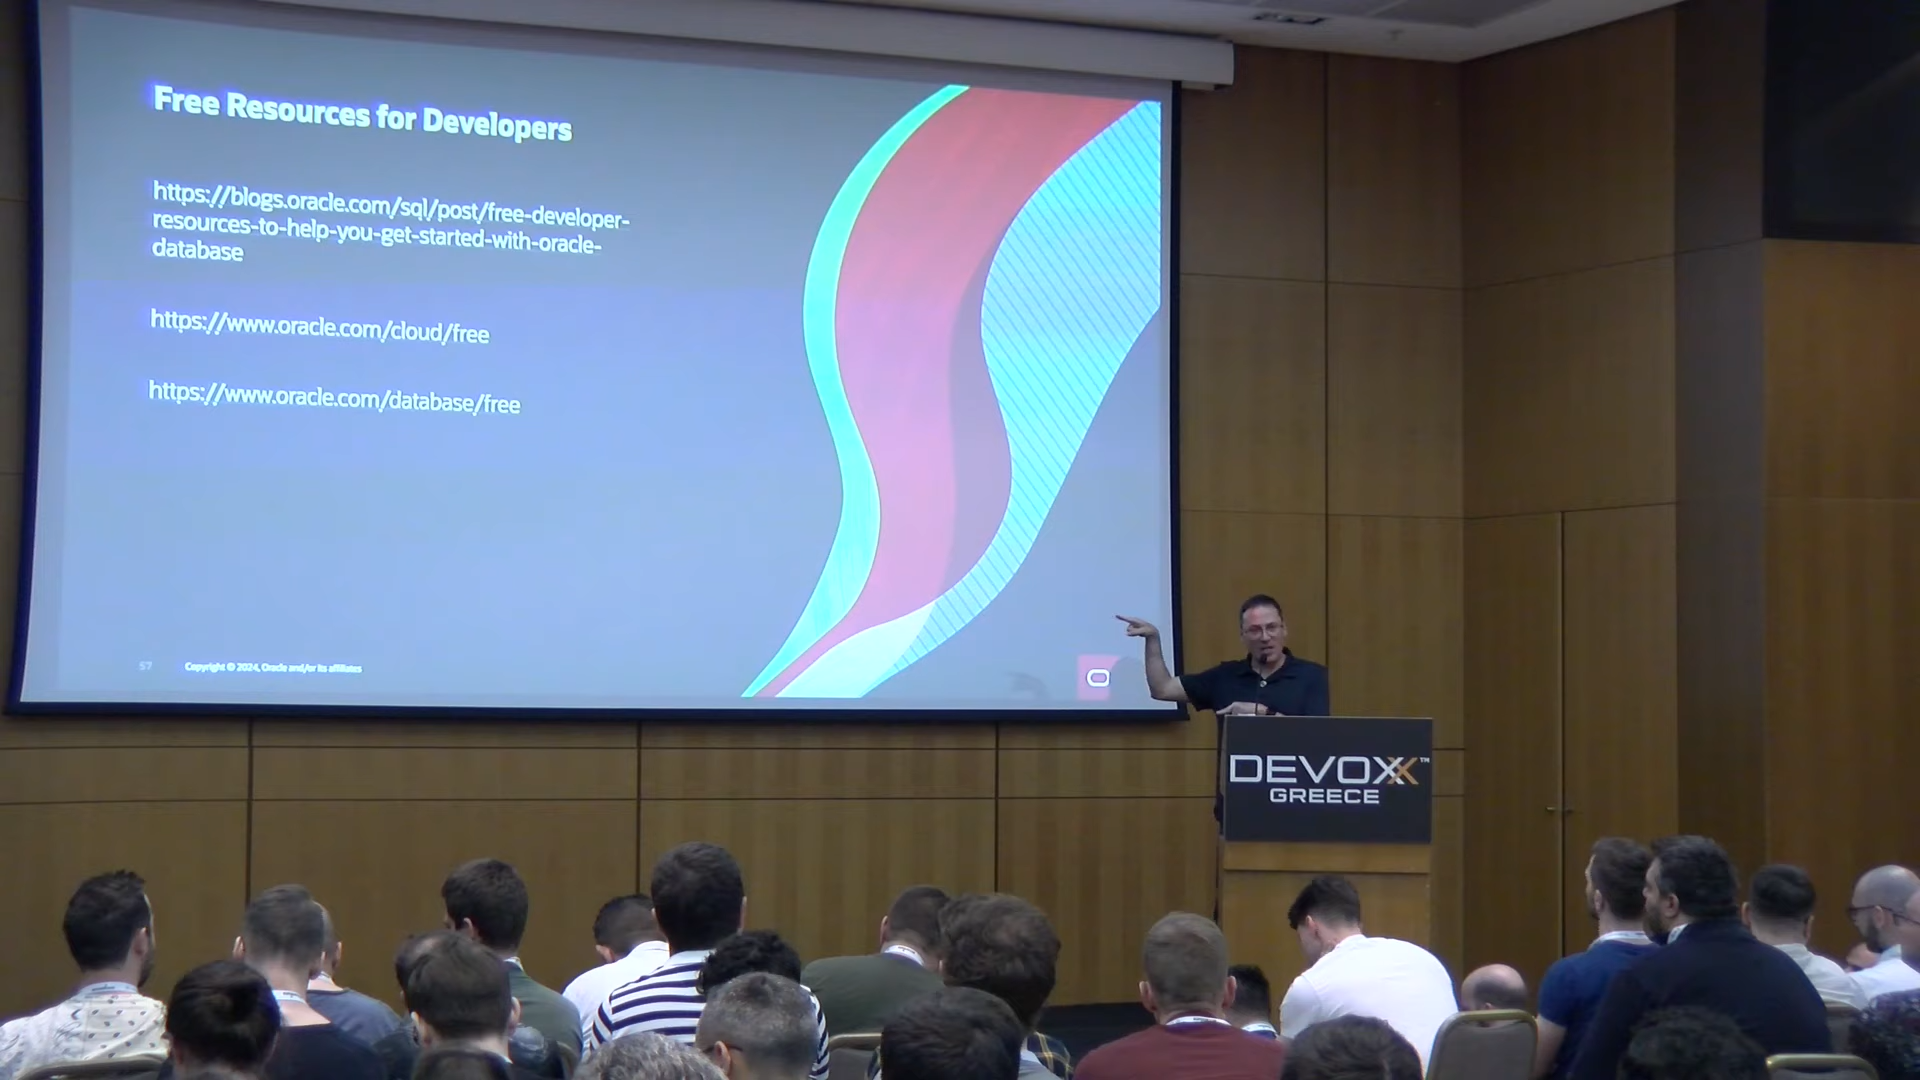 Free Resources for Developers
https://blogs.oracle.com/sql/post/free-developer-
resources-to-help-you-get-started-with-oracle-
database
https://www.oracle.com/cloud/free
https://www.oracle.com/database/free
57
Copyright © 2024, Oracle and/or its affiliates
DEVOXX™
GREECE